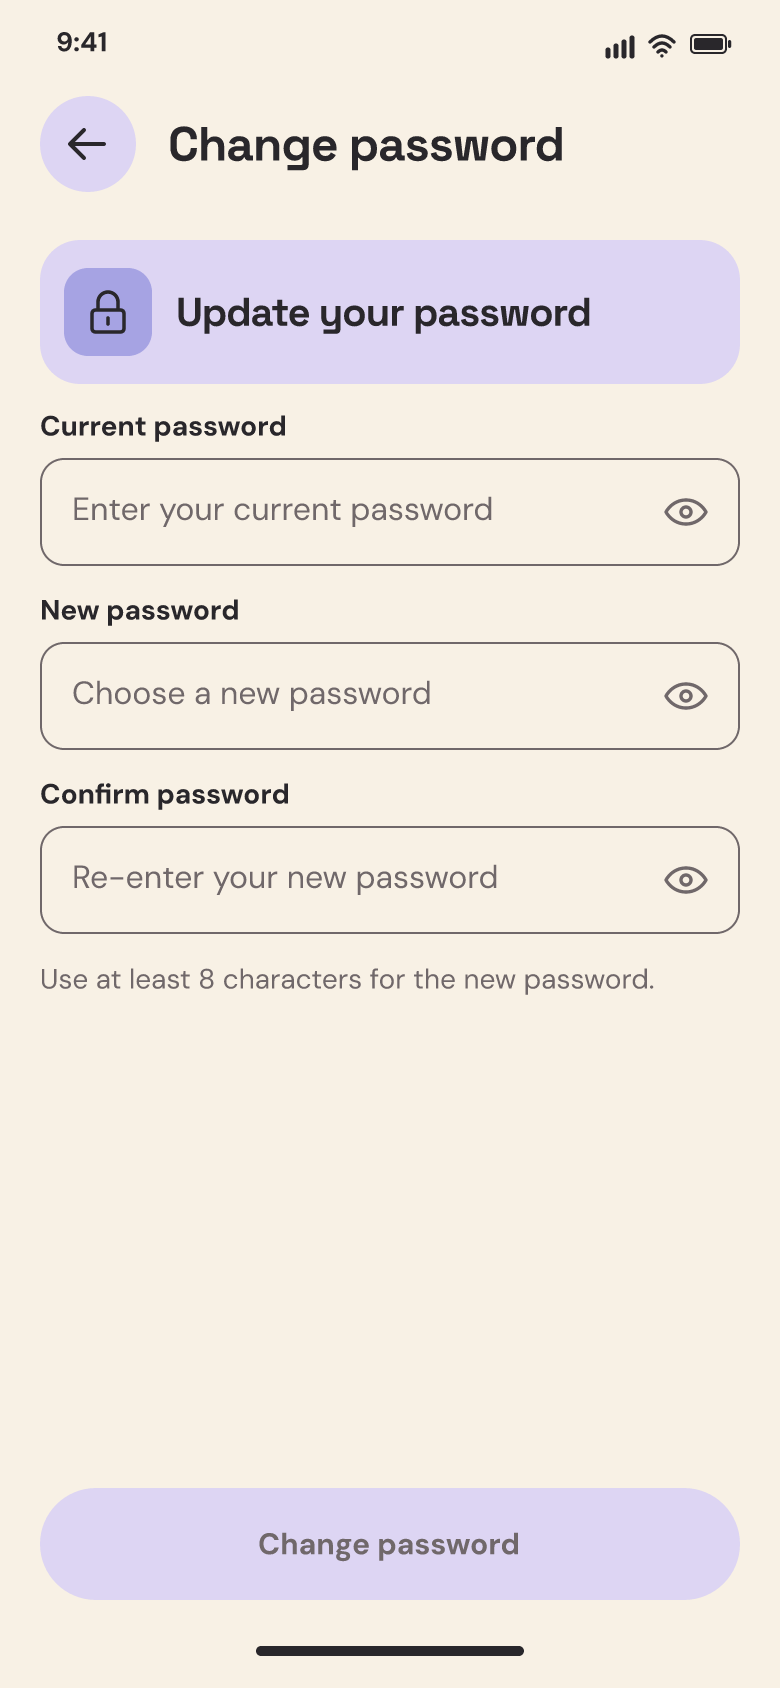 9:41
Change password
Update your password
Current password
Enter your current password
New password
Choose a new password
Confirm password
Re-enter your new password
Use at least 8 characters for the new password.
Change password